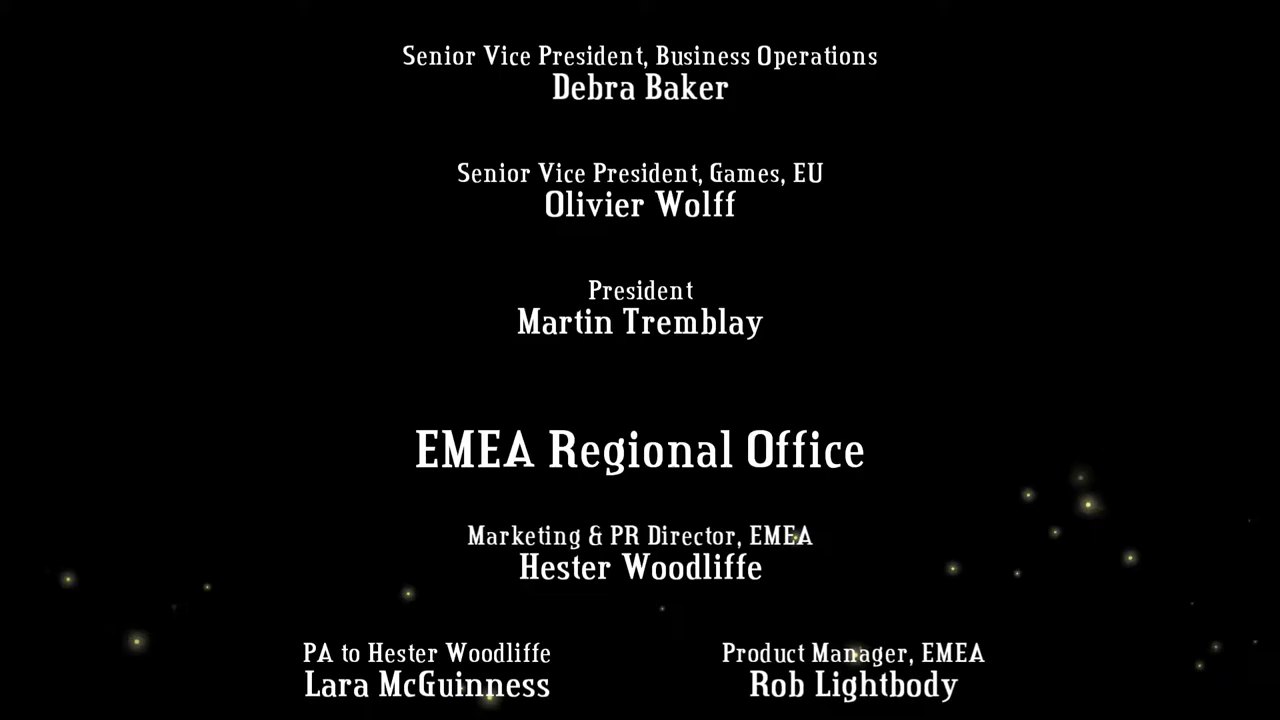 Senior Vice President, Business Operations
Debra Baker
Senior Vice President, Games, EU
Olivier Wolff
President
Martin Tremblay
EMEA Regional Office
Marketing & PR Director, EMEA
Hester Woodliffe
PA to Hester Woodliffe
Lara McGuinness
Product Manager, EMEA
Rob Lightbody